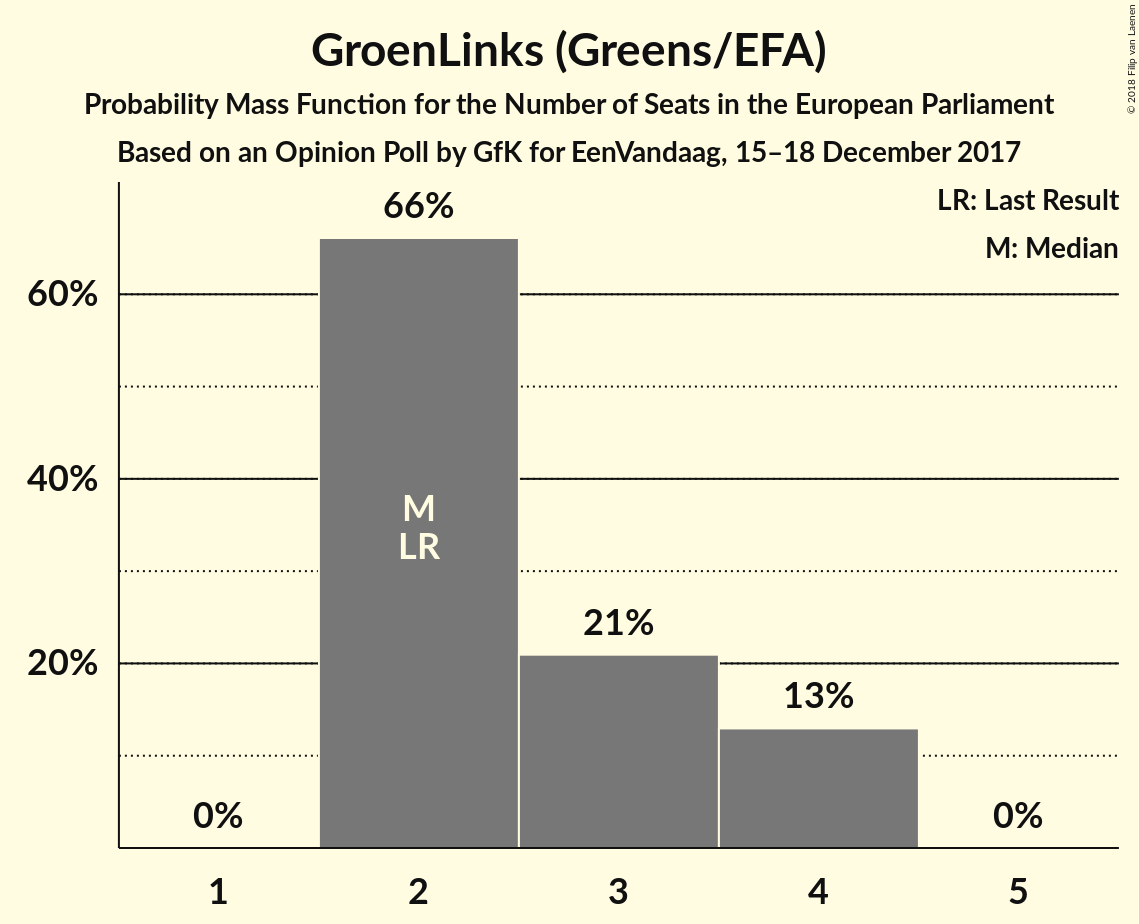 GroenLinks (Greens/EFA)
Probability Mass Function for the Number of Seats in the European Parliament
Based on an Opinion Poll by GfK for EenVandaag, 15–18 December 2017
© 2018 Filip van Laenen
LR: Last Result
M: Median
66%
60%
40%
M
LR
21%
20%
13%
0%
0%
1
2
3
4
5